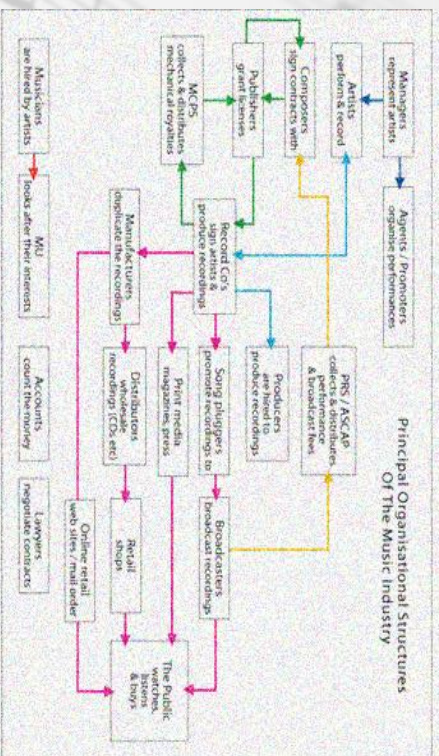 Principal Organisational Structures
Of The Music Industry
Managers
represent artists
Agents / Promoters
organise performances
Artists
perform & record
Composers
sign contracts with
Publishers
grant licenses
MCPS
collects & distributes
mechanical royalties
PRS / ASCAP
collects & distributes
performance
& broadcast fees
Producers
are hired to
produce recordings
Record Co's
sign artists &
produce recordings
Song pluggers
promote recordings to
Broadcasters
broadcast recordings
Print media
magazines, press
Manufacturers
duplicate the recordings
Distributors
wholesale
recordings (CDs etc)
Retail
shops
The Public
watches,
listens
& buys
Online retail
web sites / mail order
Musicians
are hired by artists
MU
looks after their interests
Accounts
count the money
Lawyers
negotiate contracts